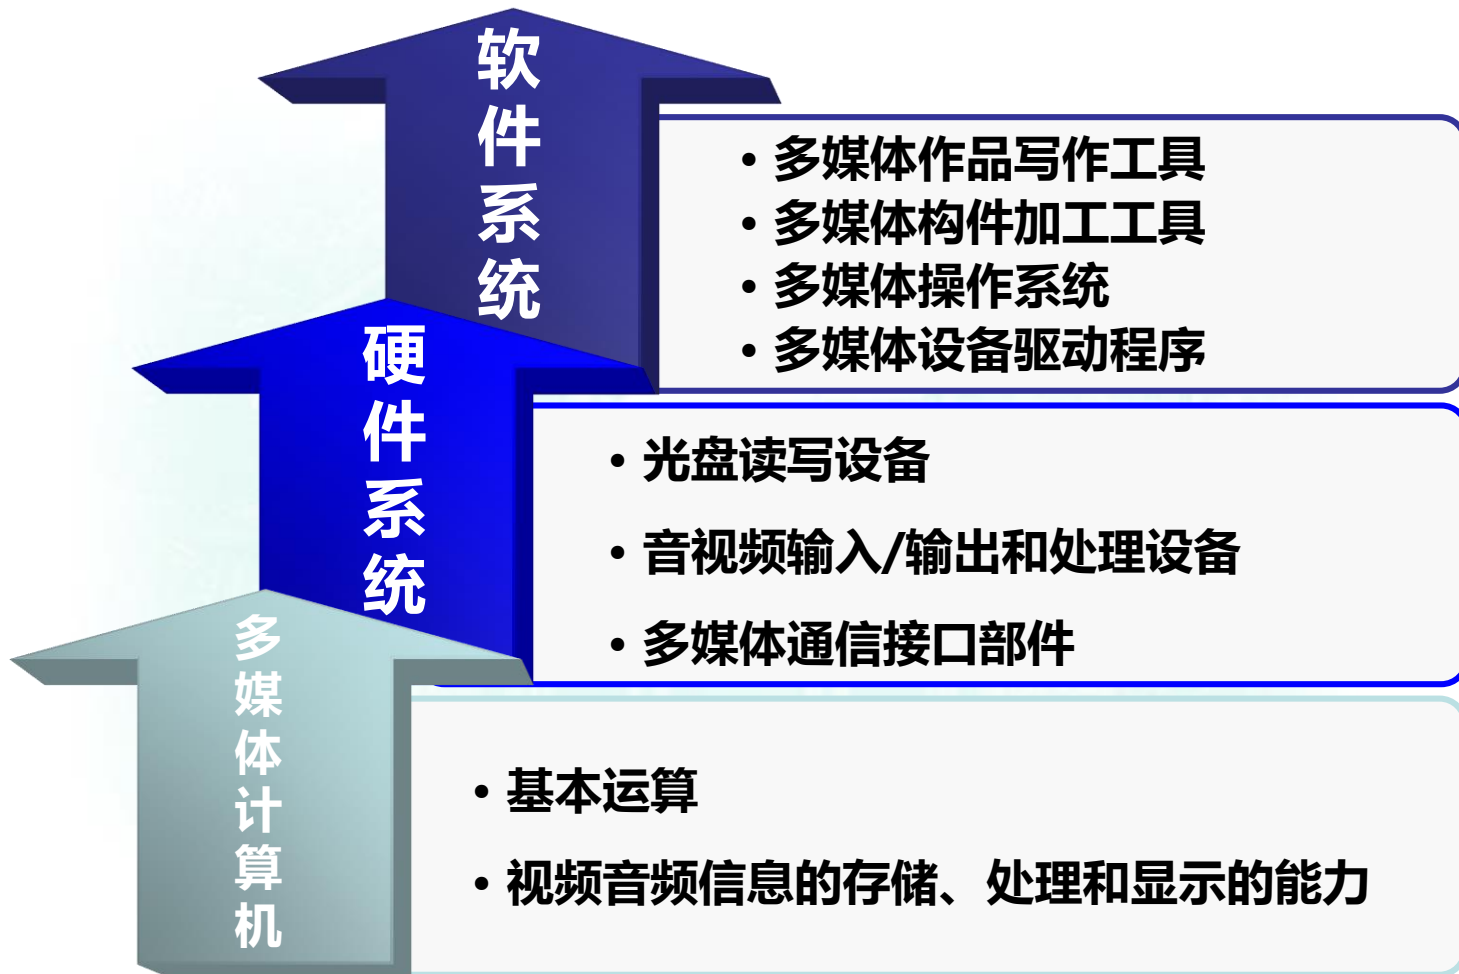 软件系统
• 多媒体作品写作工具
• 多媒体构件加工工具
• 多媒体操作系统
• 多媒体设备驱动程序
硬件系统
• 光盘读写设备
• 音视频输入/输出和处理设备
• 多媒体通信接口部件
多媒体计算机
• 基本运算
• 视频音频信息的存储、处理和显示的能力